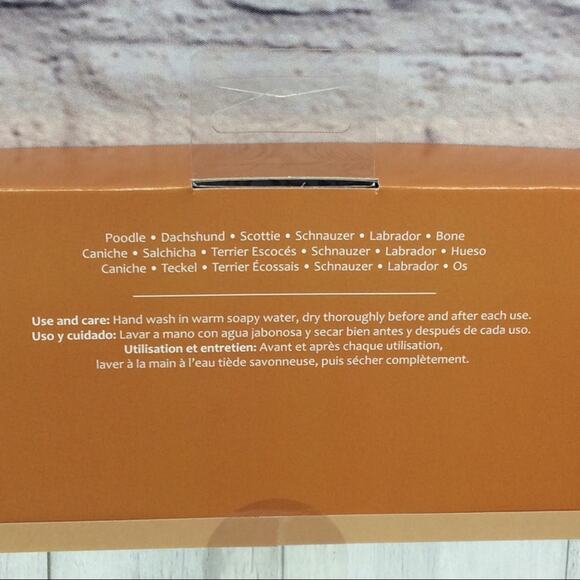 Poodle • Dachshund • Scottie • Schnauzer • Labrador • Bone
Caniche • Salchicha • Terrier Escocés • Schnauzer • Labrador • Hueso
Caniche • Teckel • Terrier Écossais • Schnauzer • Labrador • Os
Use and care: Hand wash in warm soapy water, dry thoroughly before and after each use.
Uso y cuidado: Lavar a mano con agua jabonosa y secar bien antes y después de cada uso.
Utilisation et entretien: Avant et après chaque utilisation,
laver à la main à l'eau tiède savonneuse, puis sécher complètement.